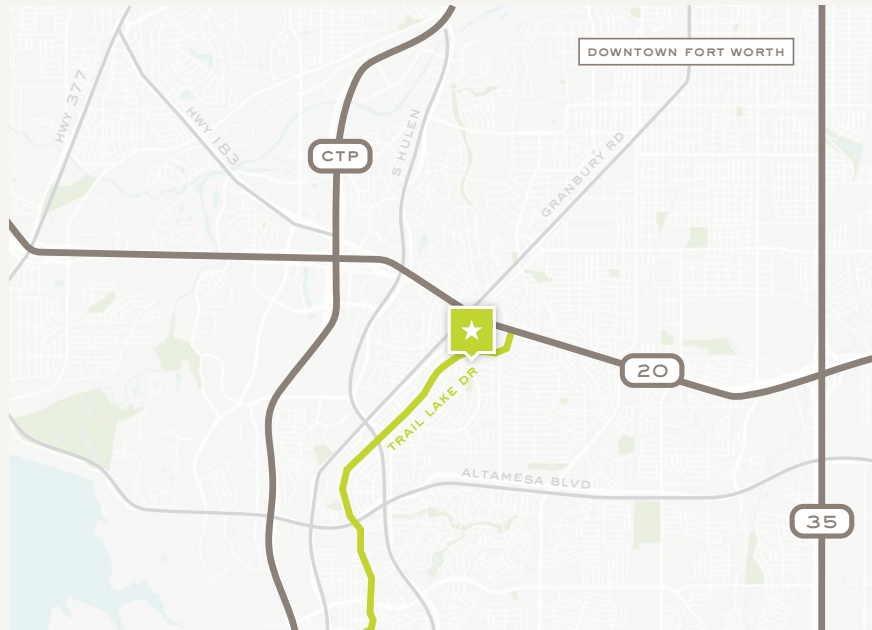 DOWNTOWN FORT WORTH
HWY 377
HWY 183
CTP
S HULEN
GRANBURY RD
20
TRAIL LAKE DR
ALTAMESA BLVD
35